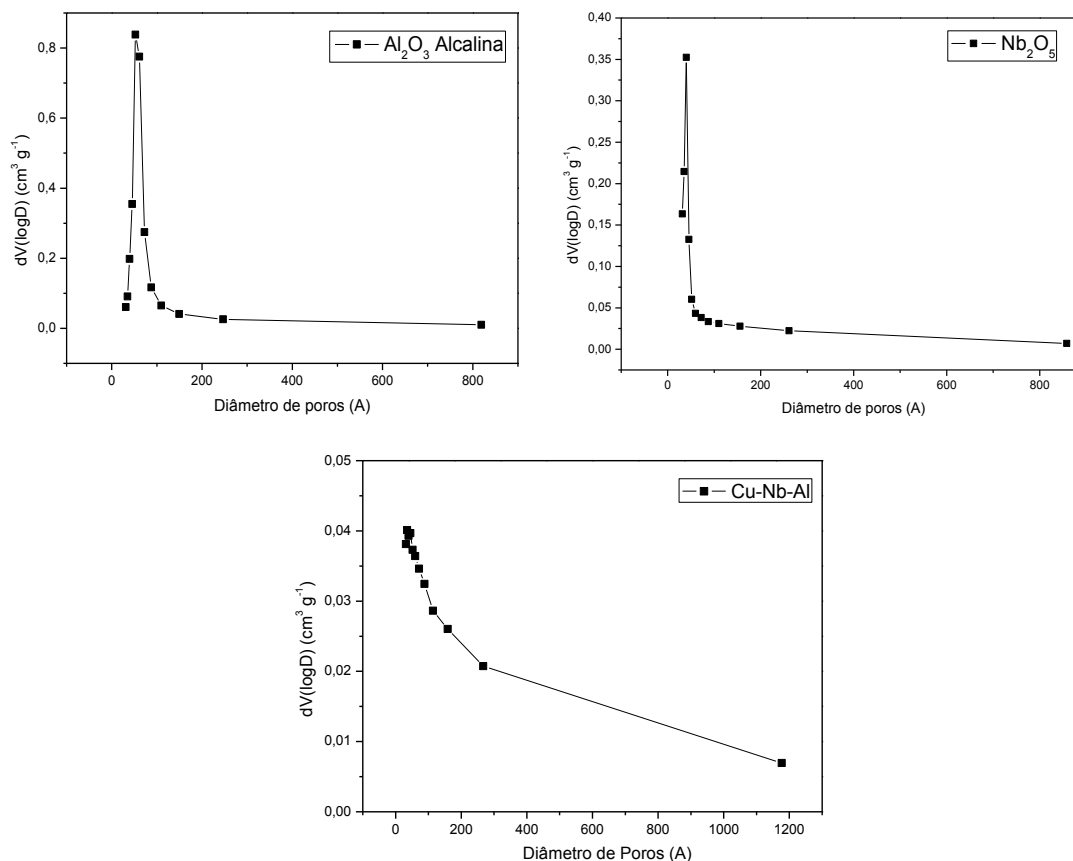 Al₂O₃ Alcalina
dV(logD) (cm³ g⁻¹)
0,8
0,6
0,4
0,2
0,0
0 200 400 600 800
Diâmetro de poros (A)
Nb₂O₅
dV(logD) (cm³ g⁻¹)
0,40
0,35
0,30
0,25
0,20
0,15
0,10
0,05
0,00
0 200 400 600 800
Diâmetro de poros (A)
Cu-Nb-Al
dV(logD) (cm³ g⁻¹)
0,05
0,04
0,03
0,02
0,01
0,00
0 200 400 600 800 1000 1200
Diâmetro de Poros (A)